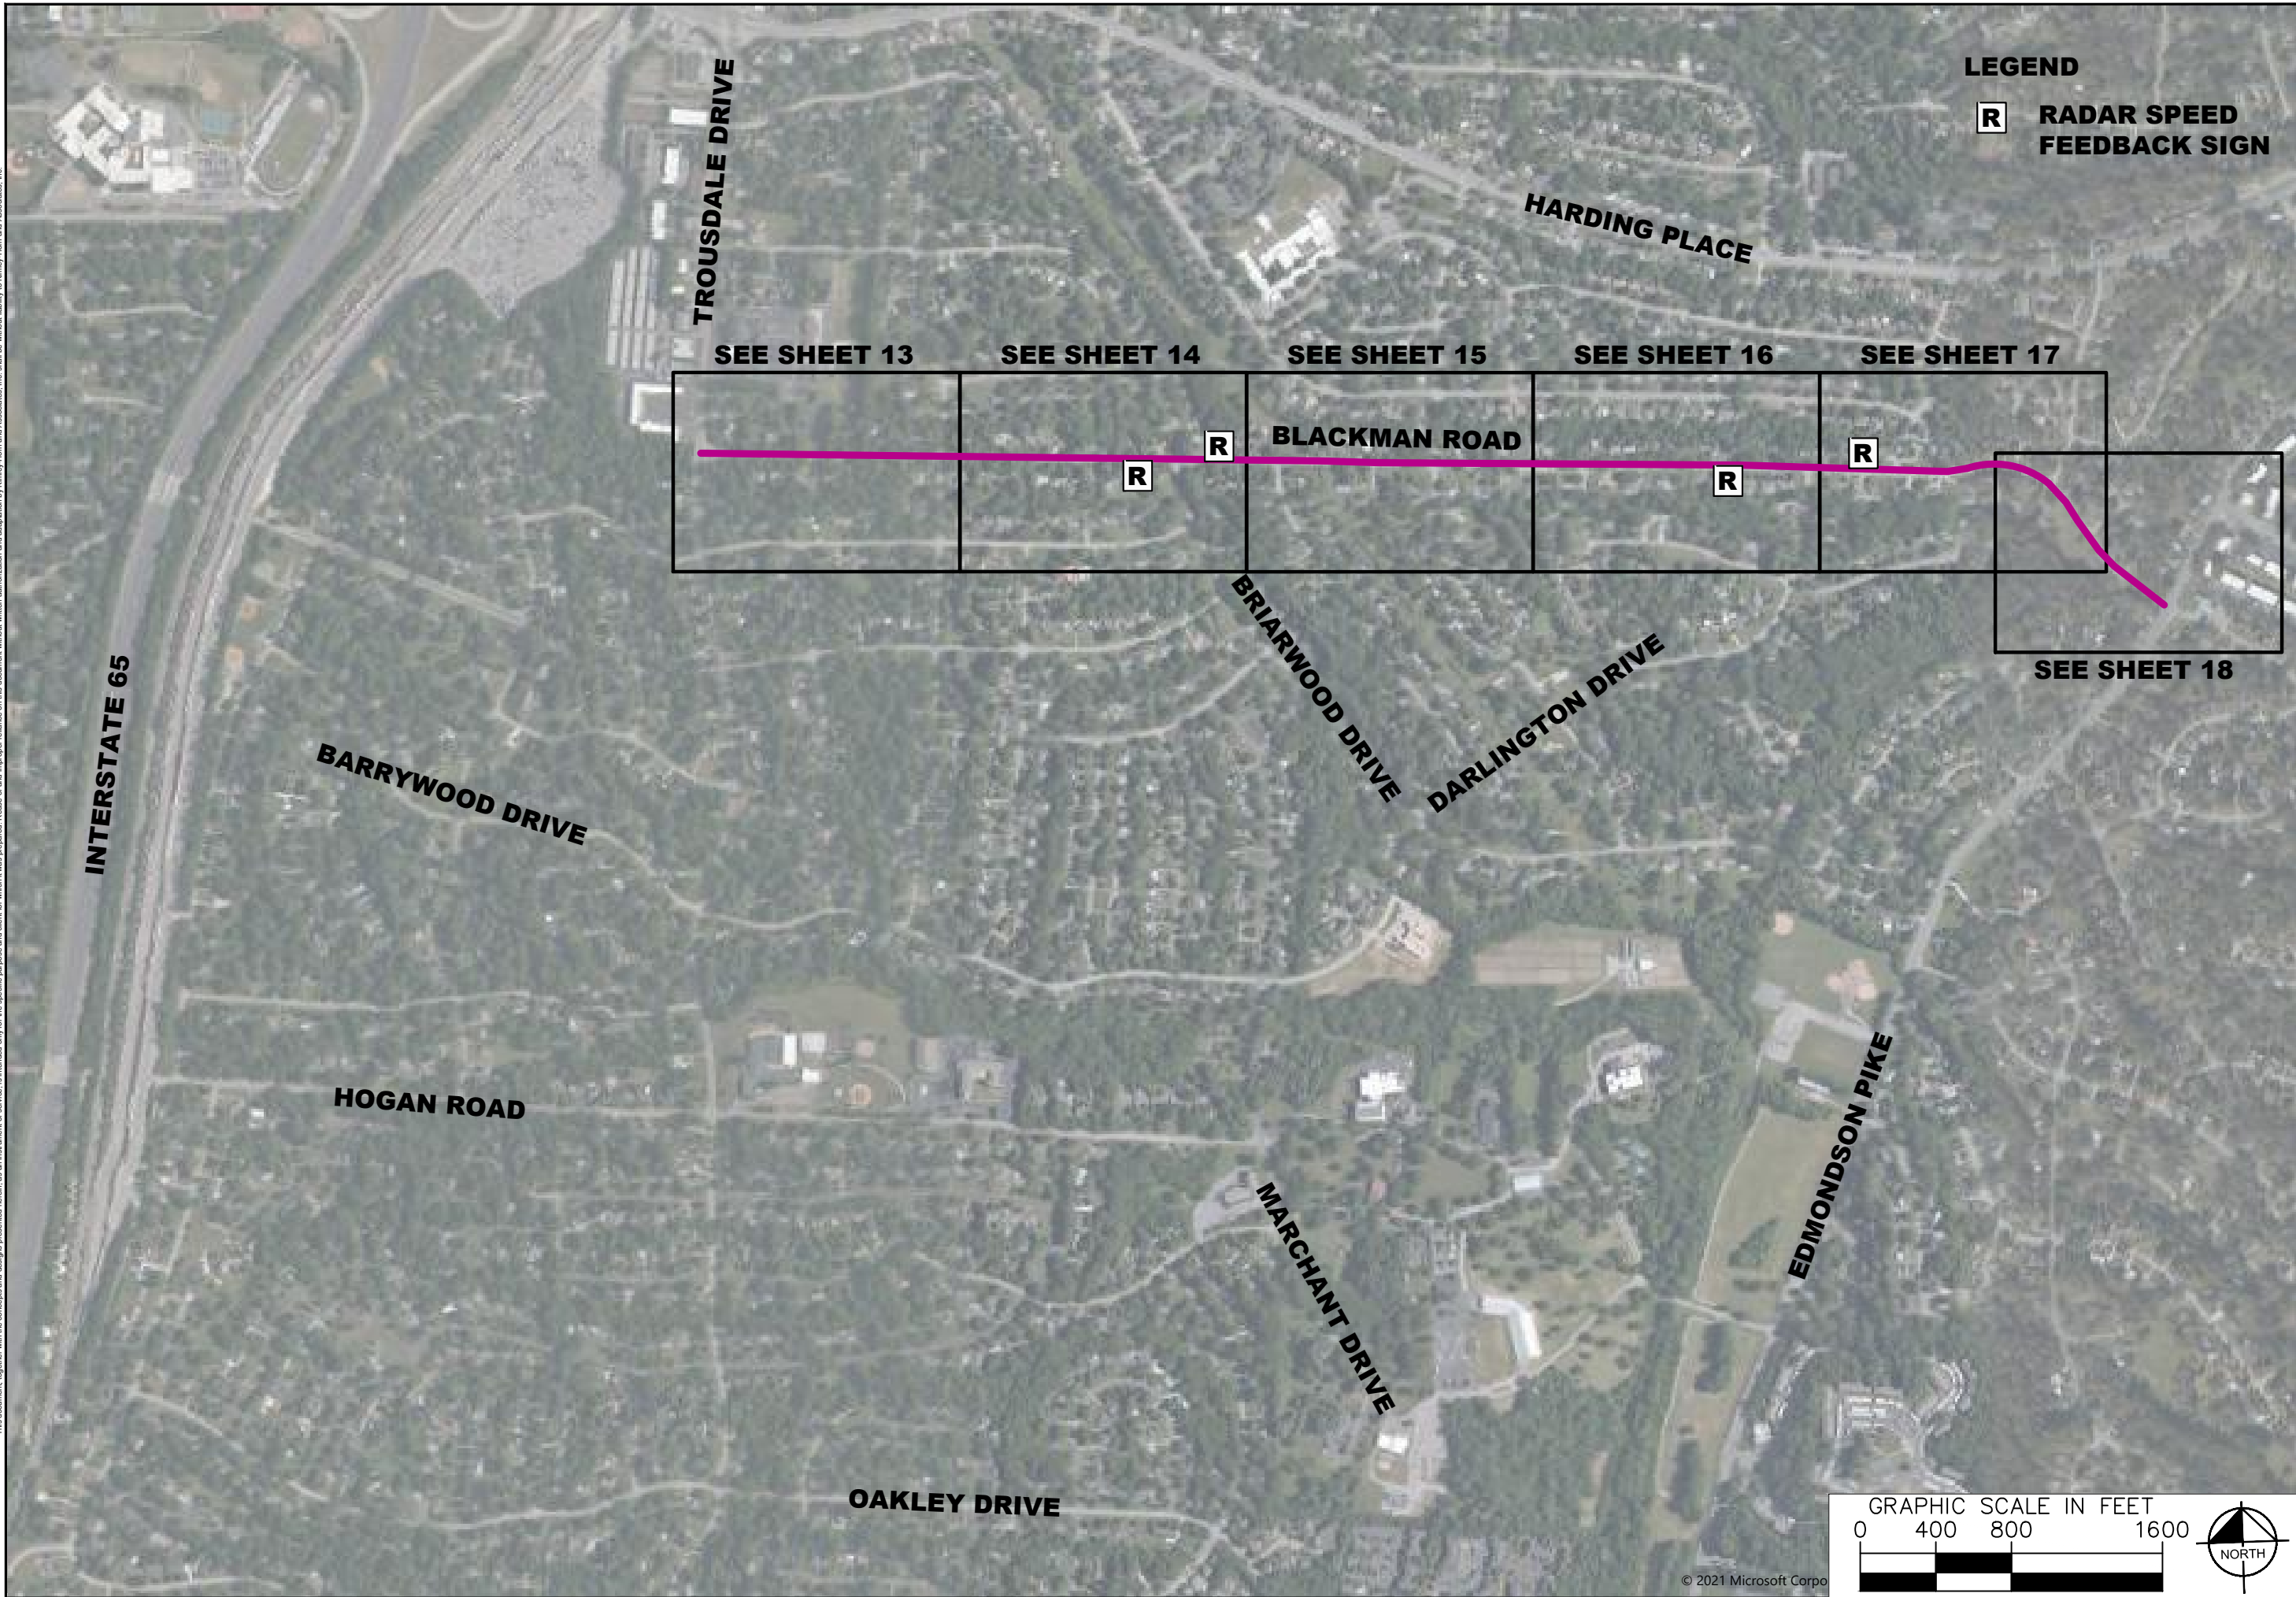 LEGEND
R RADAR SPEED
FEEDBACK SIGN
TROUSDALE DRIVE
HARDING PLACE
SEE SHEET 13
SEE SHEET 14
SEE SHEET 15
SEE SHEET 16
SEE SHEET 17
BLACKMAN ROAD
R
R
R
R
SEE SHEET 18
BRIARWOOD DRIVE
DARLINGTON DRIVE
INTERSTATE 65
BARRYWOOD DRIVE
HOGAN ROAD
EDMONDSON PIKE
MARCHANT DRIVE
OAKLEY DRIVE
GRAPHIC SCALE IN FEET
0 400 800 1600
NORTH
© 2021 Microsoft Corpo